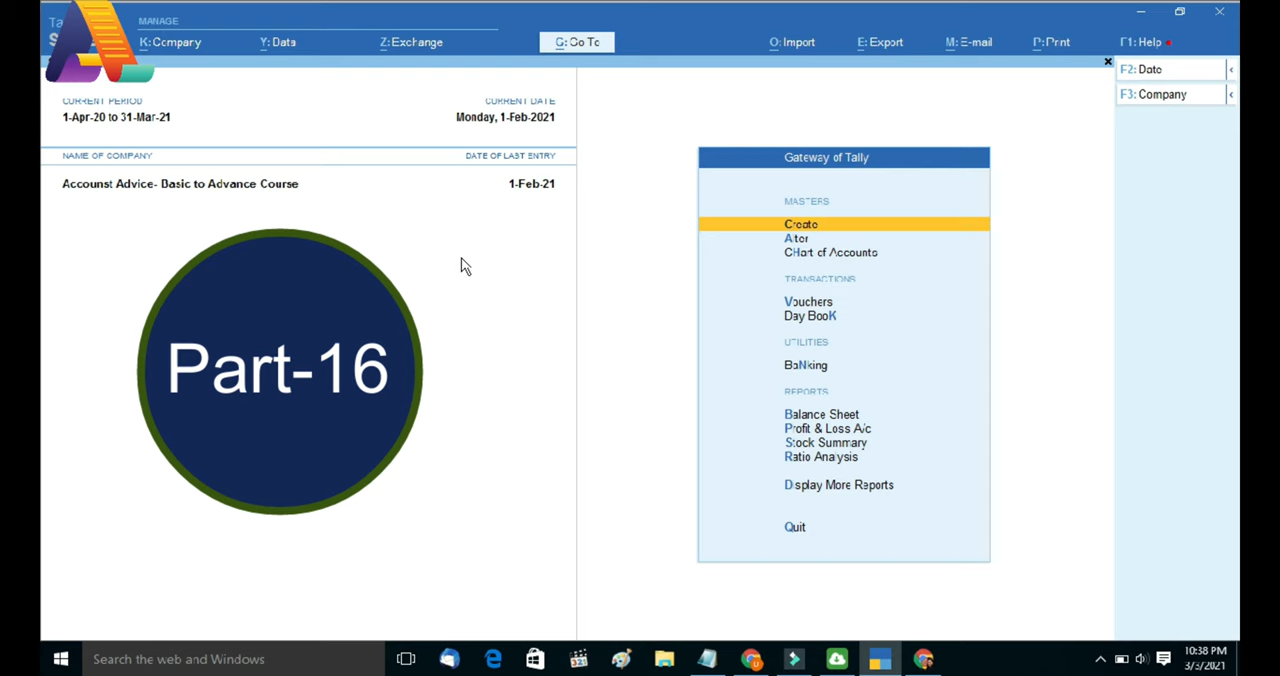 MANAGE
K: Company
Y: Data
Z: Exchange
G: Go To
O: Import
E: Export
M: E-mail
P: Print
F1: Help
F2: Date
F3: Company
CURRENT PERIOD
CURRENT DATE
1-Apr-20 to 31-Mar-21
Monday, 1-Feb-2021
NAME OF COMPANY
DATE OF LAST ENTRY
Accounst Advice- Basic to Advance Course
1-Feb-21
Part-16
Gateway of Tally
MASTERS
Create
Alter
CHart of Accounts
TRANSACTIONS
Vouchers
Day BooK
UTILITIES
BaNking
REPORTS
Balance Sheet
Profit & Loss A/c
Stock Summary
Ratio Analysis
Display More Reports
Quit
Search the web and Windows
321
10:38 PM
3/3/2021